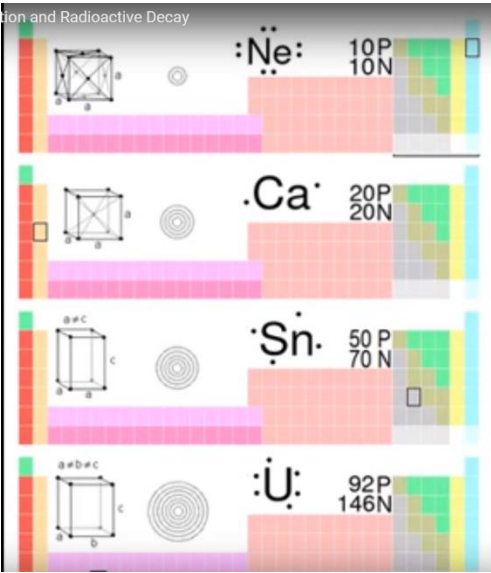 tion and Radioactive Decay
:Ne:
10P
10N
a
a
a
.Ca·
20P
20N
a
a
a
a≠c
·Sn.
50 P
70 N
c
a
a
a≠b≠c
:U:
92P
146N
c
a
b